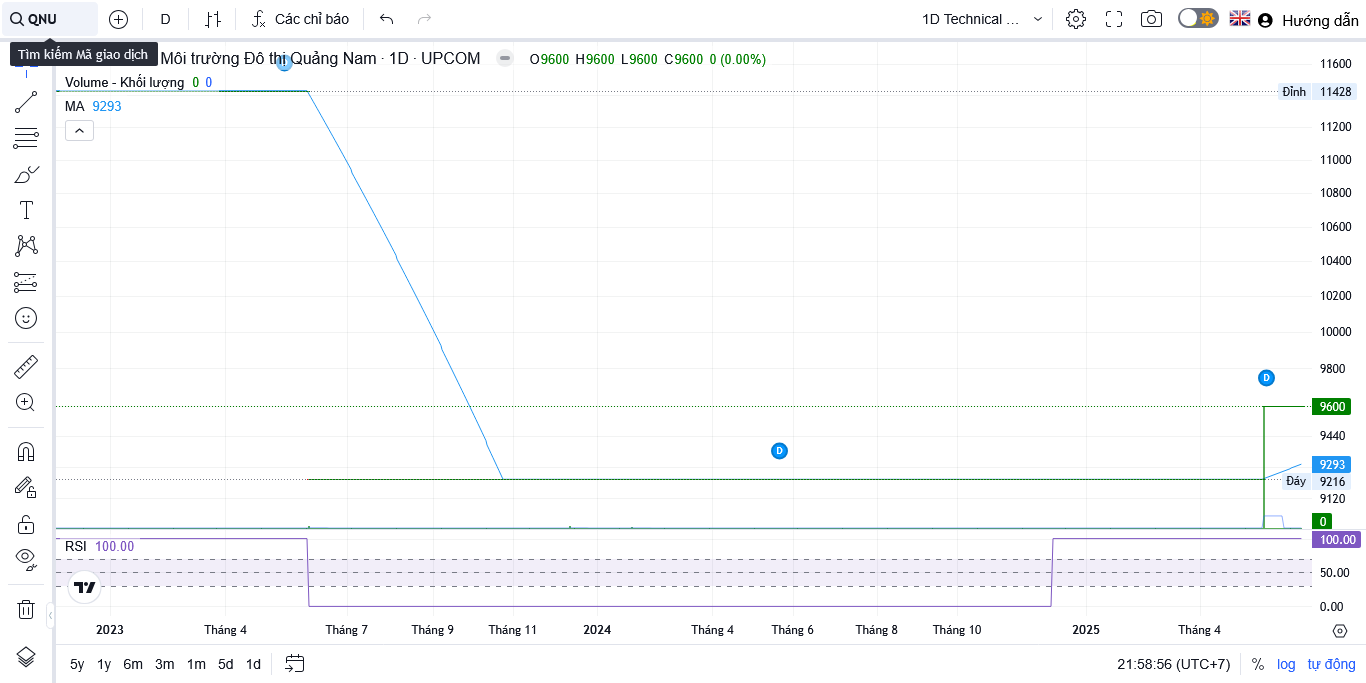 QNU
D
Các chỉ báo
1D Technical ...
Hướng dẫn
Tìm kiếm Mã giao dịch
Môi trường Đô thị Quảng Nam · 1D · UPCOM
O9600 H9600 L9600 C9600 0 (0.00%)
Volume - Khối lượng 0 0
MA 9293
11600
Đỉnh 11428
11200
11000
10800
10600
10400
10200
10000
9800
D
9600
9440
D
9293
Đáy 9216
9120
0
RSI 100.00
100.00
50.00
0.00
2023 Tháng 4 Tháng 7 Tháng 9 Tháng 11 2024 Tháng 4 Tháng 6 Tháng 8 Tháng 10 2025 Tháng 4
5y 1y 6m 3m 1m 5d 1d
21:58:56 (UTC+7) % log tự động